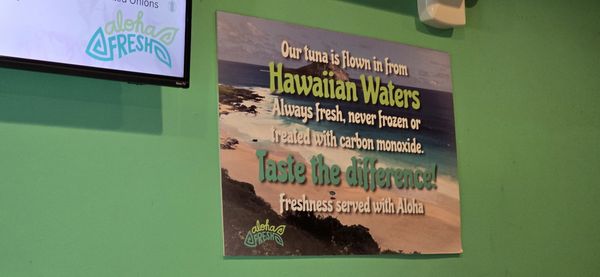 Onions
aloha
FRESH
Our tuna is flown in from
Hawaiian Waters
Always fresh, never frozen or
treated with carbon monoxide.
Taste the difference!
Freshness served with Aloha
aloha
FRESH